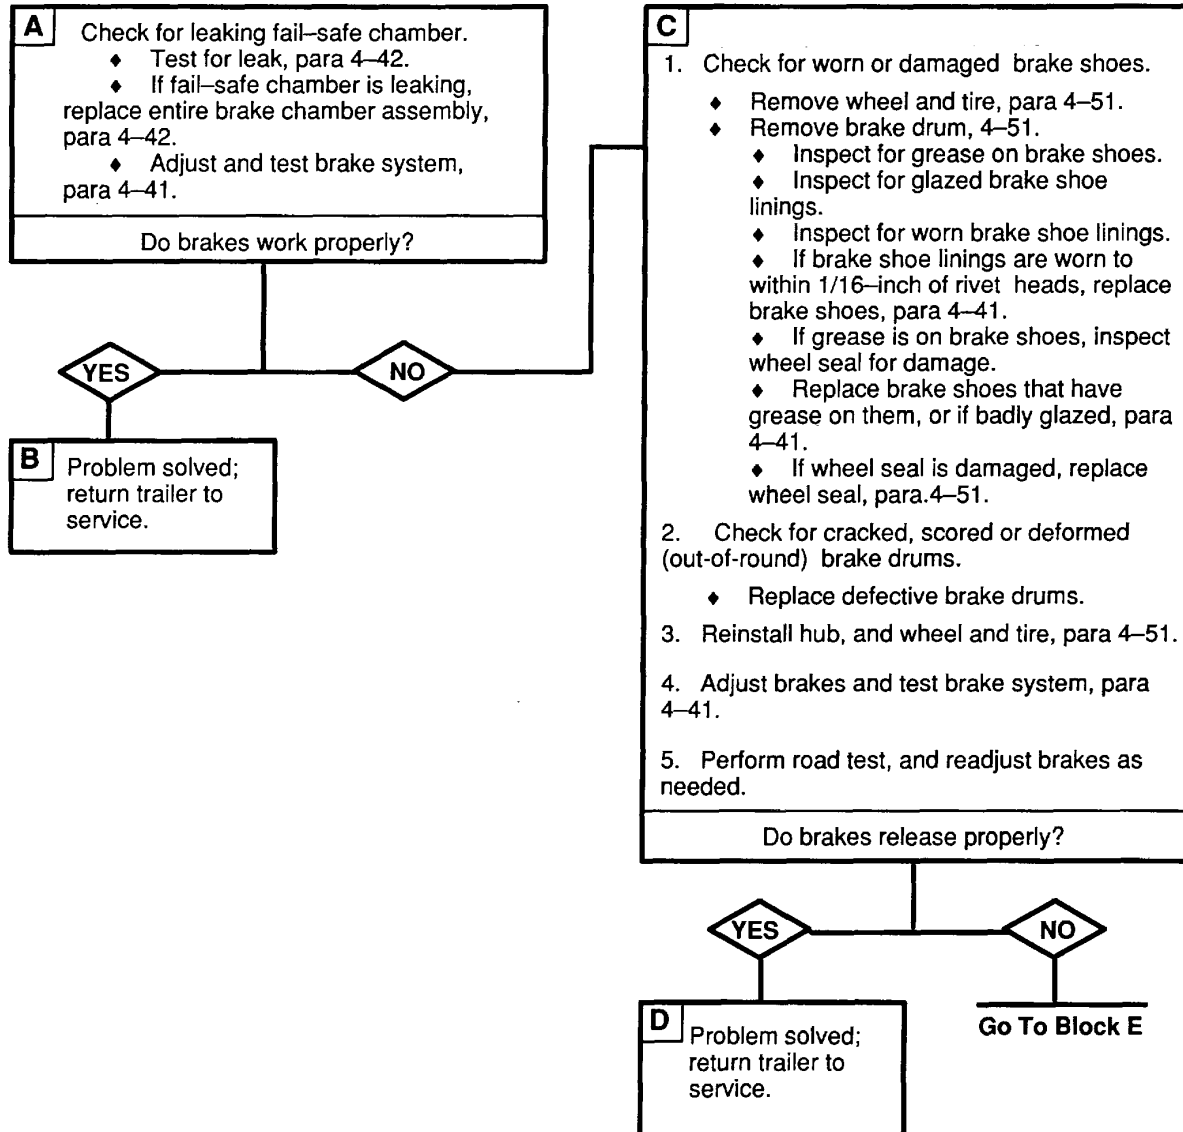 A
Check for leaking fail–safe chamber.
♦ Test for leak, para 4–42.
♦ If fail–safe chamber is leaking,
replace entire brake chamber assembly,
para 4–42.
♦ Adjust and test brake system,
para 4–41.
Do brakes work properly?
YES
NO
B
Problem solved;
return trailer to
service.
C
1. Check for worn or damaged brake shoes.
♦ Remove wheel and tire, para 4–51.
♦ Remove brake drum, 4–51.
♦ Inspect for grease on brake shoes.
♦ Inspect for glazed brake shoe
linings.
♦ Inspect for worn brake shoe linings.
♦ If brake shoe linings are worn to
within 1/16–inch of rivet heads, replace
brake shoes, para 4–41.
♦ If grease is on brake shoes, inspect
wheel seal for damage.
♦ Replace brake shoes that have
grease on them, or if badly glazed, para
4–41.
♦ If wheel seal is damaged, replace
wheel seal, para.4–51.
2. Check for cracked, scored or deformed
(out-of-round) brake drums.
♦ Replace defective brake drums.
3. Reinstall hub, and wheel and tire, para 4–51.
4. Adjust brakes and test brake system, para
4–41.
5. Perform road test, and readjust brakes as
needed.
Do brakes release properly?
YES
NO
D
Problem solved;
return trailer to
service.
Go To Block E